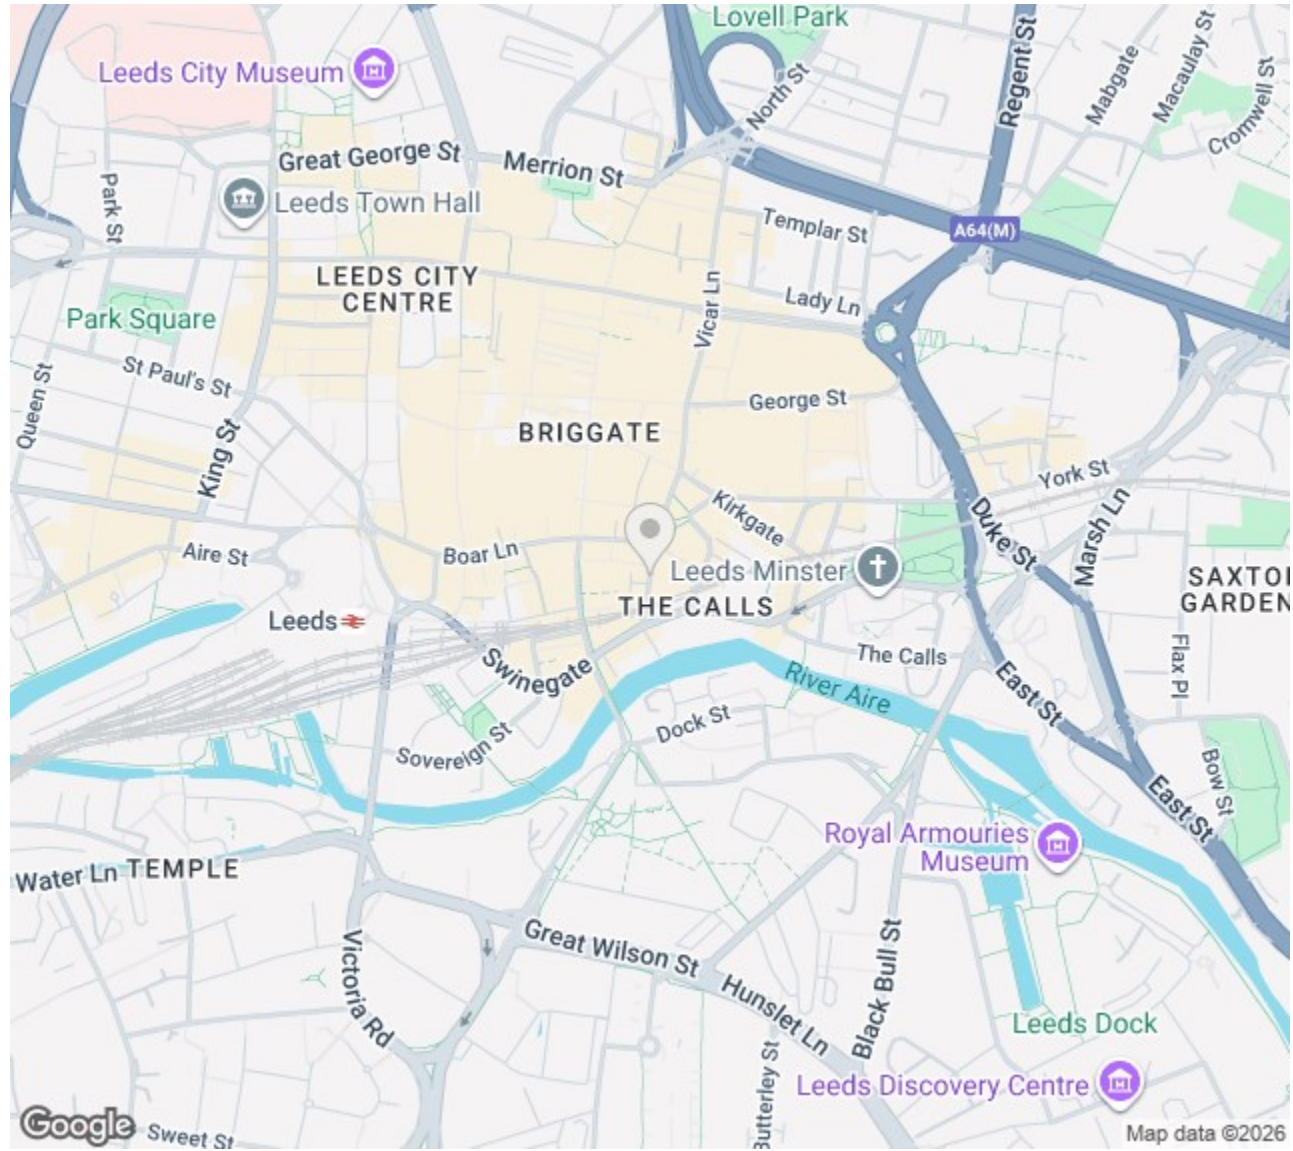 Lovell Park
Leeds City Museum
Regent St
Mabgate
Macaulay St
Cromwell St
North St
Great George St
Merrion St
Park St
Leeds Town Hall
Templar St
A64(M)
LEEDS CITY
CENTRE
Vicar Ln
Lady Ln
Park Square
St Paul's St
Queen St
George St
BRIGGATE
King St
York St
Kirkgate
Duke St
Marsh Ln
Aire St
Boar Ln
Leeds Minster
SAXTO
GARDEN
THE CALLS
Leeds
The Calls
Flax Pl
Swinegate
River Aire
East St
Dock St
Sovereign St
Bow St
East St
Royal Armouries
Museum
Water Ln
TEMPLE
Victoria Rd
Great Wilson St
Black Bull St
Hunslet Ln
Leeds Dock
Butterley St
Leeds Discovery Centre
Google
Sweet St
Map data ©2026